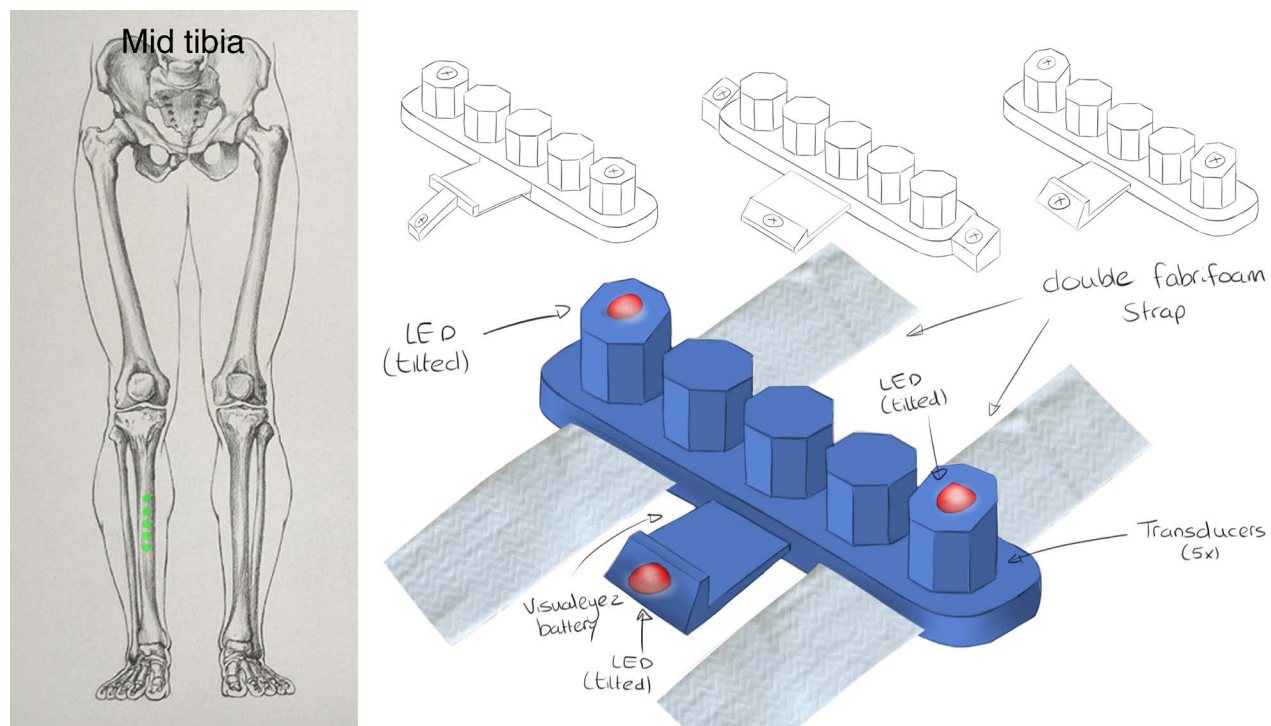 Mid tibia
double fabrifoam
strap
LED
(tilted)
LED
(tilted)
Transducers
(5x)
Visualeyez
battery
LED
(tilted)